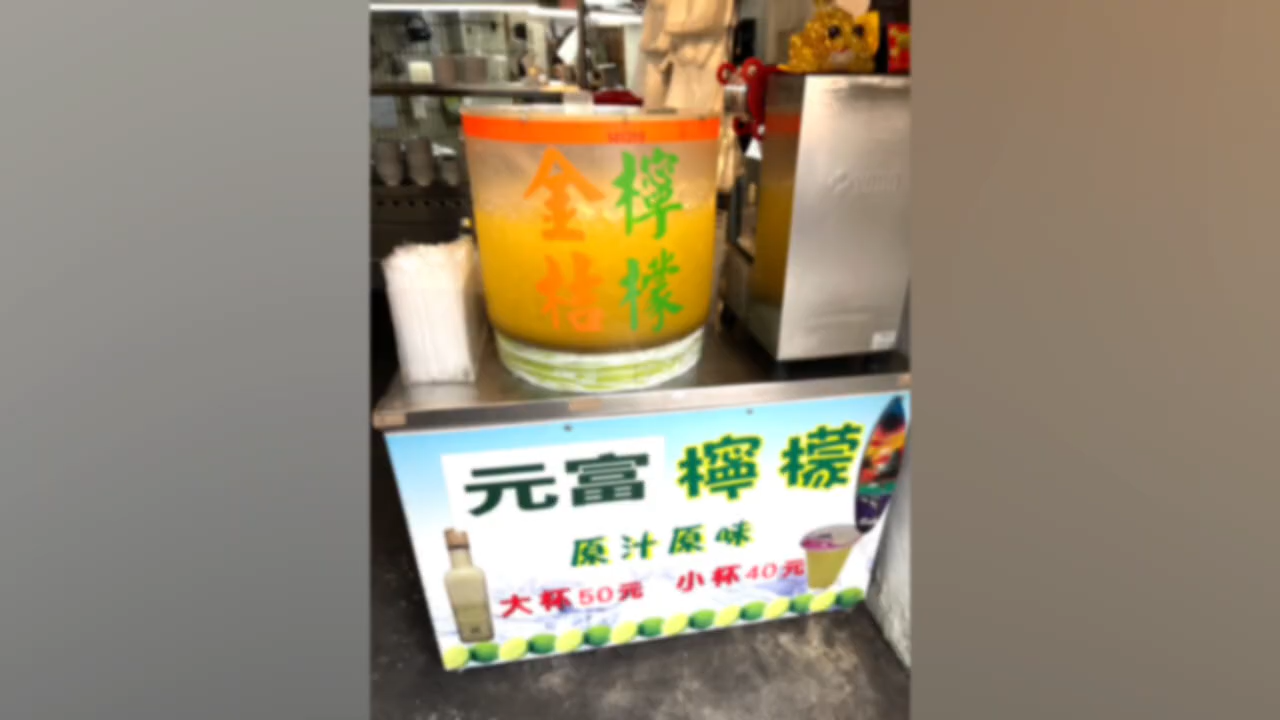 檸檬
金桔
元富檸檬
原汁原味
大杯50元 小杯40元